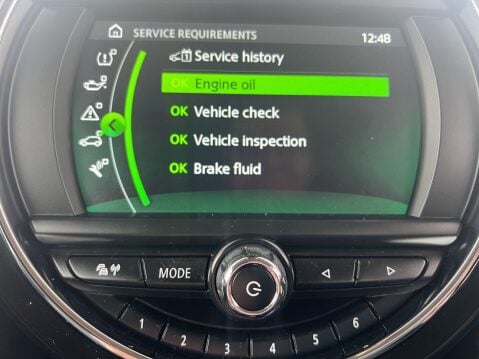 SERVICE REQUIREMENTS 12:48
Service history
OK Engine oil
OK Vehicle check
OK Vehicle inspection
OK Brake fluid
MODE
1 2 3 4 5 6